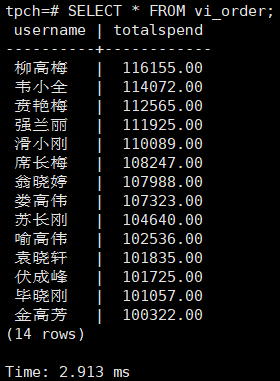 tpch=# SELECT * FROM vi_order;
username | totalspend
----------+------------
柳高梅 | 116155.00
韦小全 | 114072.00
贲艳梅 | 112565.00
强兰丽 | 111925.00
滑小刚 | 110089.00
席长梅 | 108247.00
翁晓婷 | 107988.00
娄高伟 | 107323.00
苏长刚 | 104640.00
喻高伟 | 102536.00
袁晓轩 | 101835.00
伏成峰 | 101725.00
毕晓刚 | 101057.00
金高芳 | 100322.00
(14 rows)
Time: 2.913 ms